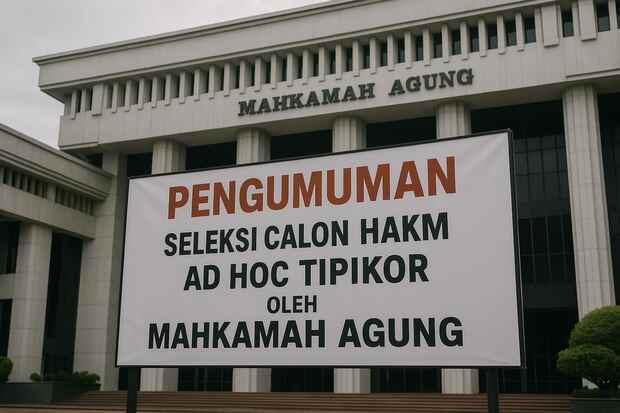 MAHKAMAH AGUNG
PENGUMUMAN
SELEKSI CALON HAKM
AD HOC TIPIKOR
OLEH
MAHKAMAH AGUNG